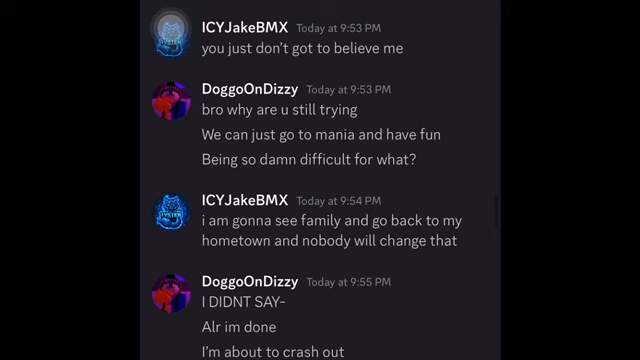 ICYJakeBMX Today at 9:53 PM
you just don't got to believe me
DoggoOnDizzy Today at 9:53 PM
bro why are u still trying
We can just go to mania and have fun
Being so damn difficult for what?
ICYJakeBMX Today at 9:54 PM
i am gonna see family and go back to my
hometown and nobody will change that
DoggoOnDizzy Today at 9:55 PM
I DIDNT SAY-
Alr im done
I'm about to crash out